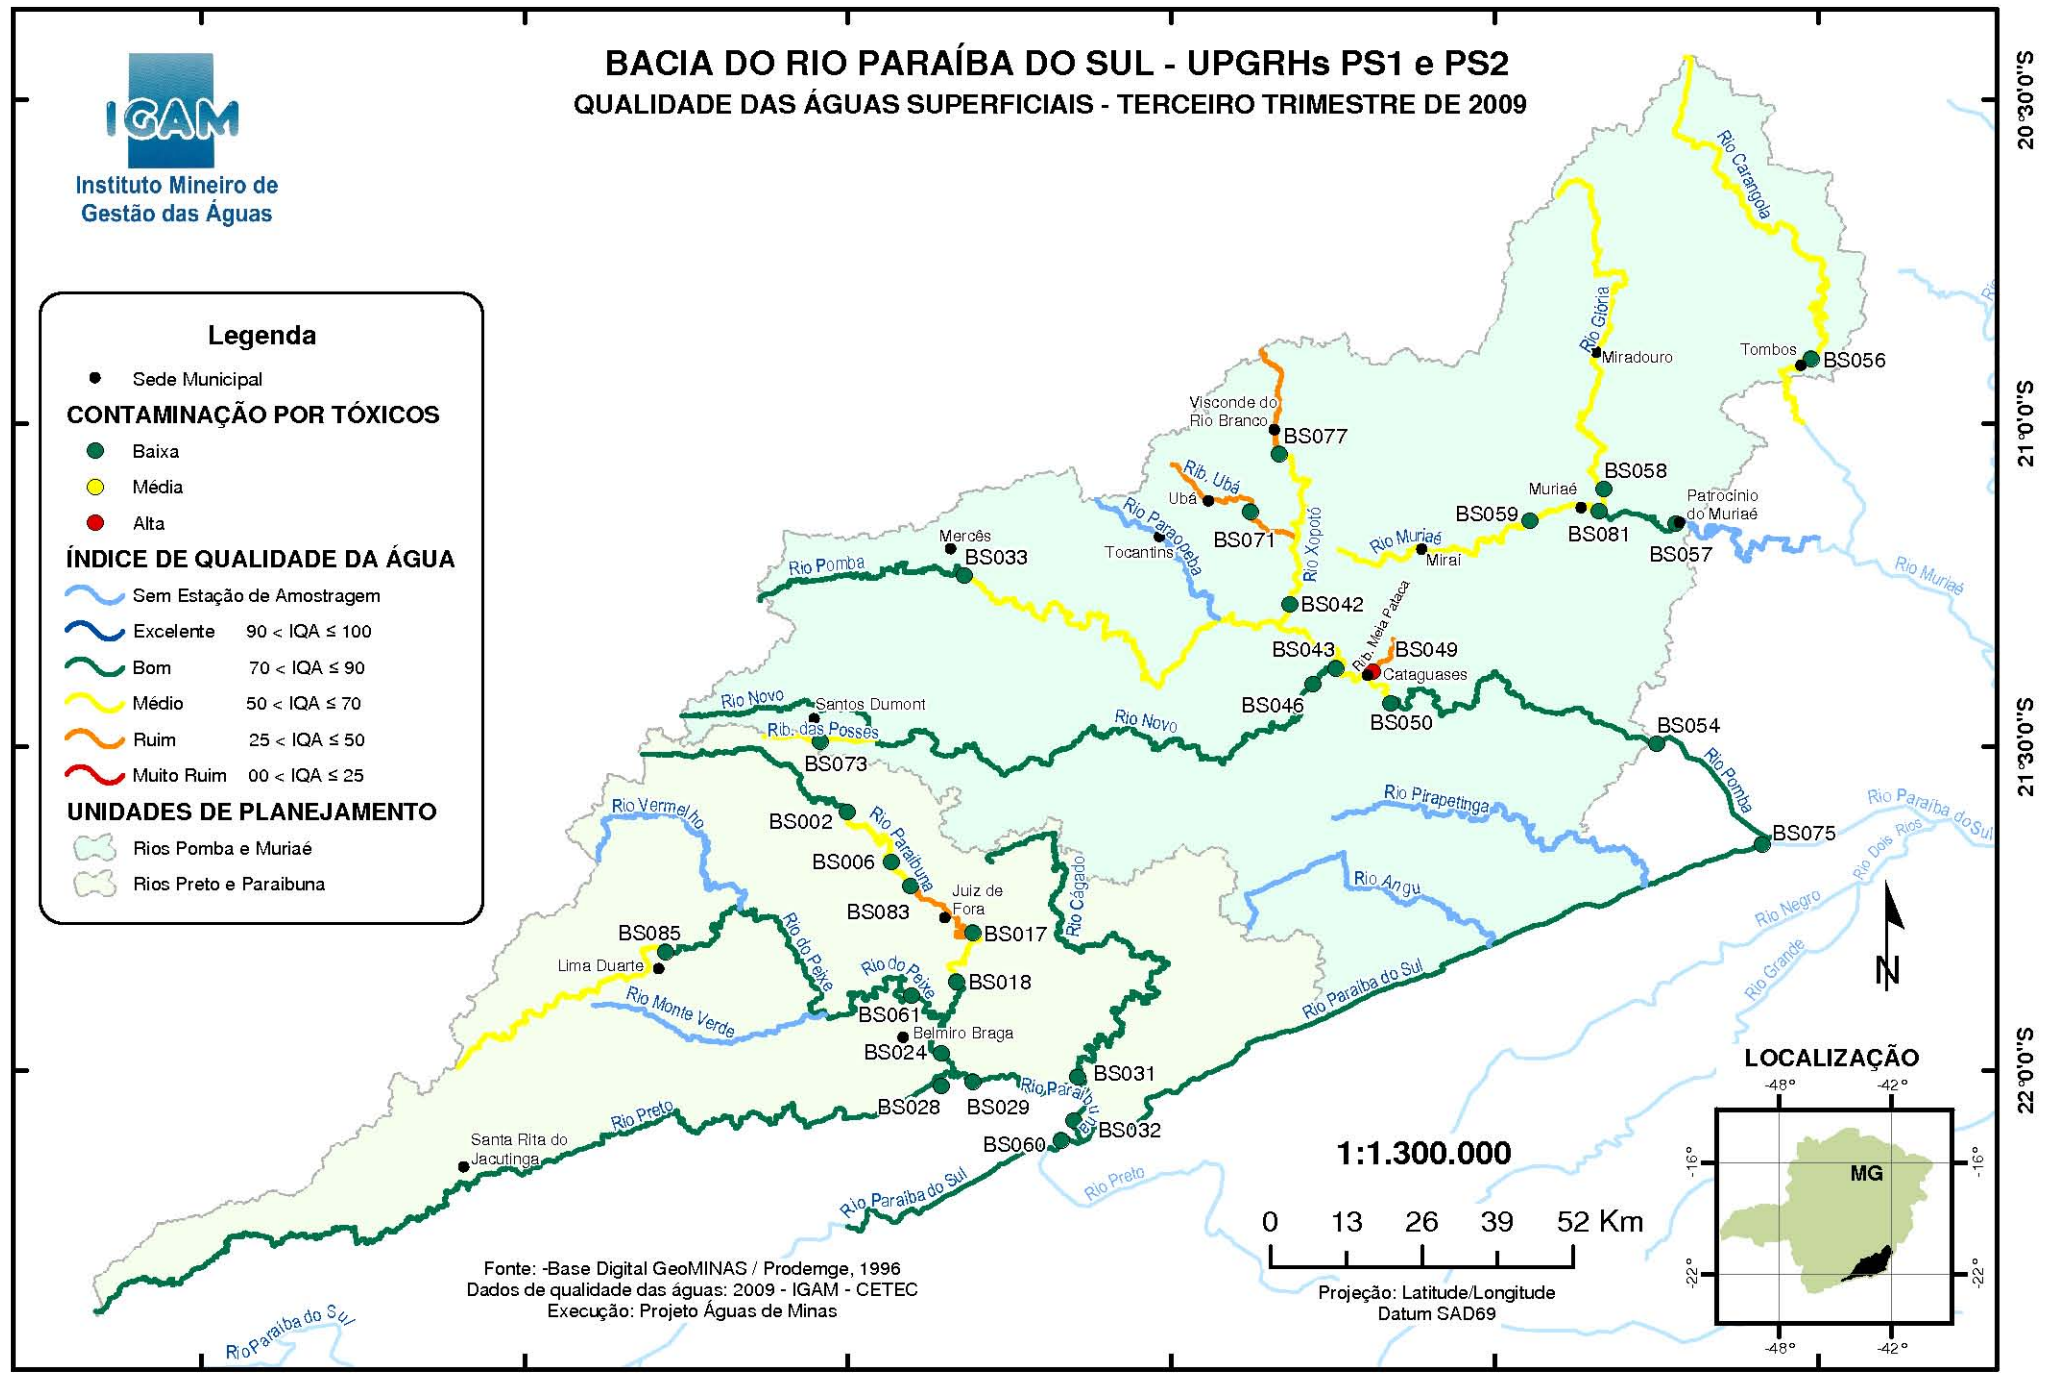 BACIA DO RIO PARAÍBA DO SUL - UPGRHs PS1 e PS2
QUALIDADE DAS ÁGUAS SUPERFICIAIS - TERCEIRO TRIMESTRE DE 2009
IGAM
Instituto Mineiro de
Gestão das Águas
Legenda
Sede Municipal
CONTAMINAÇÃO POR TÓXICOS
Baixa
Média
Alta
ÍNDICE DE QUALIDADE DA ÁGUA
Sem Estação de Amostragem
Excelente 90 < IQA ≤ 100
Bom 70 < IQA ≤ 90
Médio 50 < IQA ≤ 70
Ruim 25 < IQA ≤ 50
Muito Ruim 00 < IQA ≤ 25
UNIDADES DE PLANEJAMENTO
Rios Pomba e Muriaé
Rios Preto e Paraibuna
20°30'0"S
21°0'0"S
21°30'0"S
22°0'0"S
Rio Carangola
Rio Glória
Miradouro
Tombos
BS056
Visconde do
Rio Branco
BS077
Rib. Ubá
Ubá
BS071
Rio Xopotó
Rio Paraopeba
Tocantins
BS058
Muriaé
BS059
BS081
Patrocínio
do Muriaé
BS057
Rio Muriaé
Miraí
Rio Muriaé
Mercês
BS033
Rio Pomba
BS042
BS043
Rib. Meia Pataca
BS049
Cataguases
BS046
BS050
BS054
Rio Novo
Santos Dumont
Rib. das Posses
BS073
Rio Novo
Rio Pomba
Rio Pirapetinga
Rio Paraíba do Sul
BS075
Rio Dois Rios
Rio Vermelho
BS002
Rio Paraibuna
BS006
BS083
Juiz de
Fora
BS017
Rio Cágado
Rio Angu
Rio Negro
Rio Grande
BS085
Lima Duarte
Rio do Peixe
Rio do Peixe
BS018
Rio Monte Verde
BS061
Belmiro Braga
BS024
Rio Paraíba do Sul
BS031
Rio Paraibuna
BS028
BS029
BS032
BS060
Rio Preto
Santa Rita do
Jacutinga
Rio Paraíba do Sul
Rio Preto
Rio Paraíba do Sul
N
LOCALIZAÇÃO
-48° -42°
-16° MG -16°
-22° -22°
-48° -42°
1:1.300.000
0 13 26 39 52 Km
Projeção: Latitude/Longitude
Datum SAD69
Fonte: -Base Digital GeoMINAS / Prodemge, 1996
Dados de qualidade das águas: 2009 - IGAM - CETEC
Execução: Projeto Águas de Minas